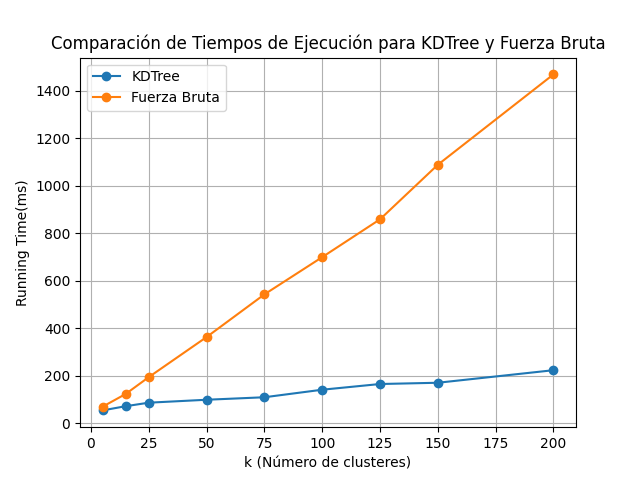 Comparación de Tiempos de Ejecución para KDTree y Fuerza Bruta
KDTree
Fuerza Bruta
1400
1200
1000
800
600
400
200
0
Running Time(ms)
0 25 50 75 100 125 150 175 200
k (Número de clusteres)